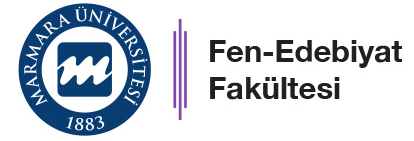 MARMARA ÜNİVERSİTESİ
m
1883
Fen-Edebiyat
Fakültesi